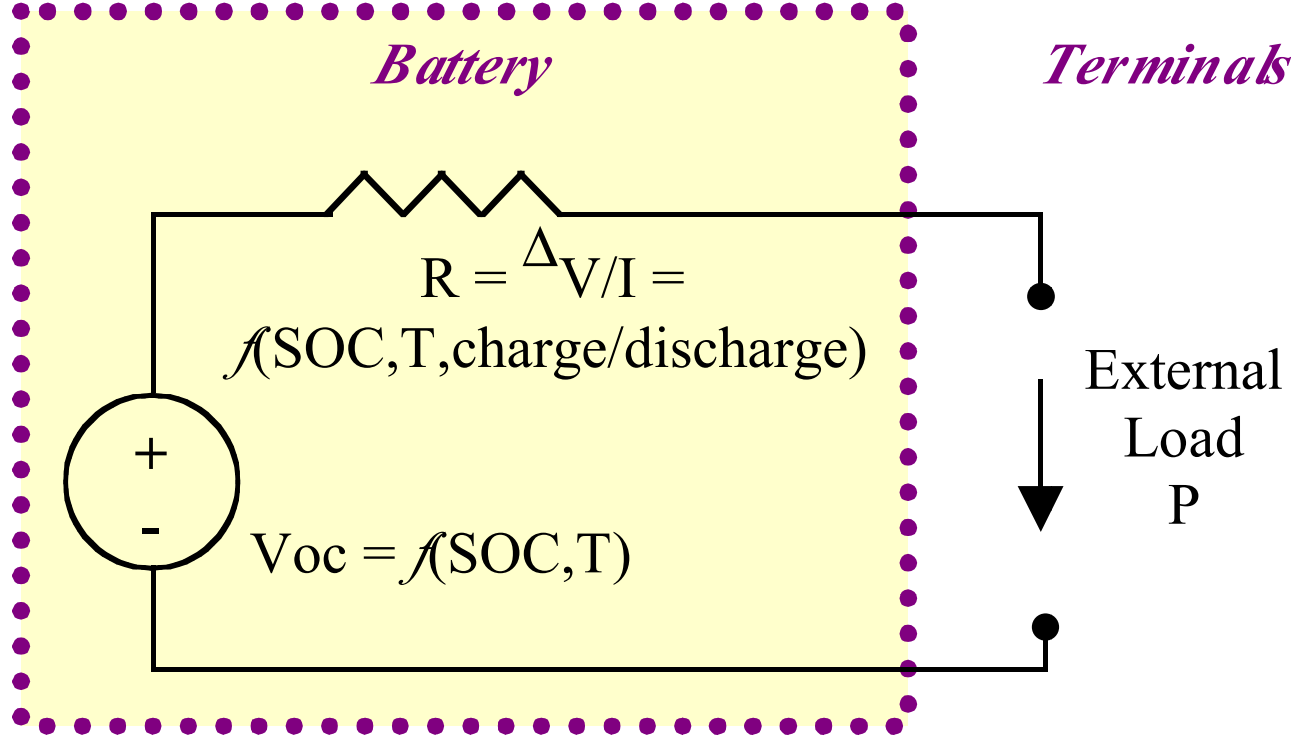 Battery
Terminals
R = ΔV/I =
f(SOC,T,charge/discharge)
External
Load
P
+
-
Voc = f(SOC,T)